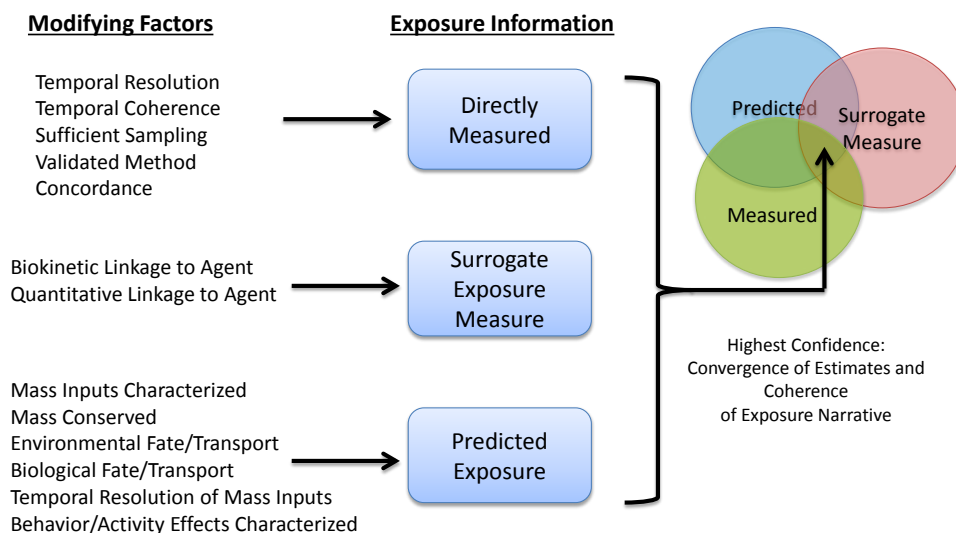 Modifying Factors
Exposure Information
Temporal Resolution
Temporal Coherence
Sufficient Sampling
Validated Method
Concordance
Directly
Measured
Predicted
Surrogate
Measure
Measured
Biokinetic Linkage to Agent
Quantitative Linkage to Agent
Surrogate
Exposure
Measure
Highest Confidence:
Convergence of Estimates and
Coherence
of Exposure Narrative
Mass Inputs Characterized
Mass Conserved
Environmental Fate/Transport
Biological Fate/Transport
Temporal Resolution of Mass Inputs
Behavior/Activity Effects Characterized
Predicted
Exposure